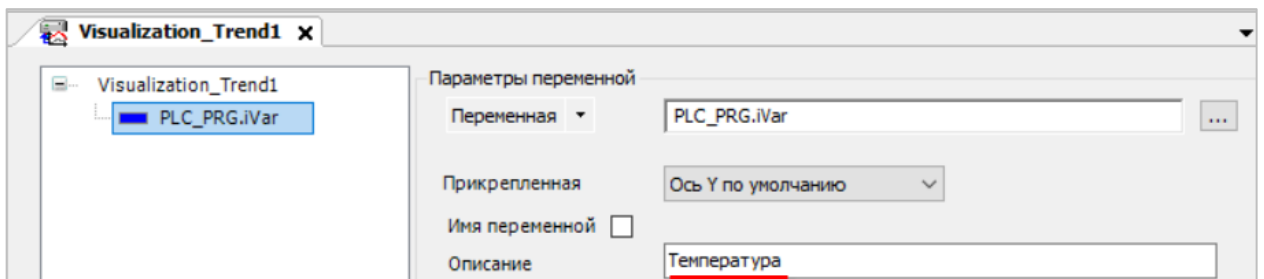 Visualization_Trend1 x
Visualization_Trend1
PLC_PRG.iVar
Параметры переменной
Переменная PLC_PRG.iVar ...
Прикрепленная Ось Y по умолчанию
Имя переменной
Описание Температура